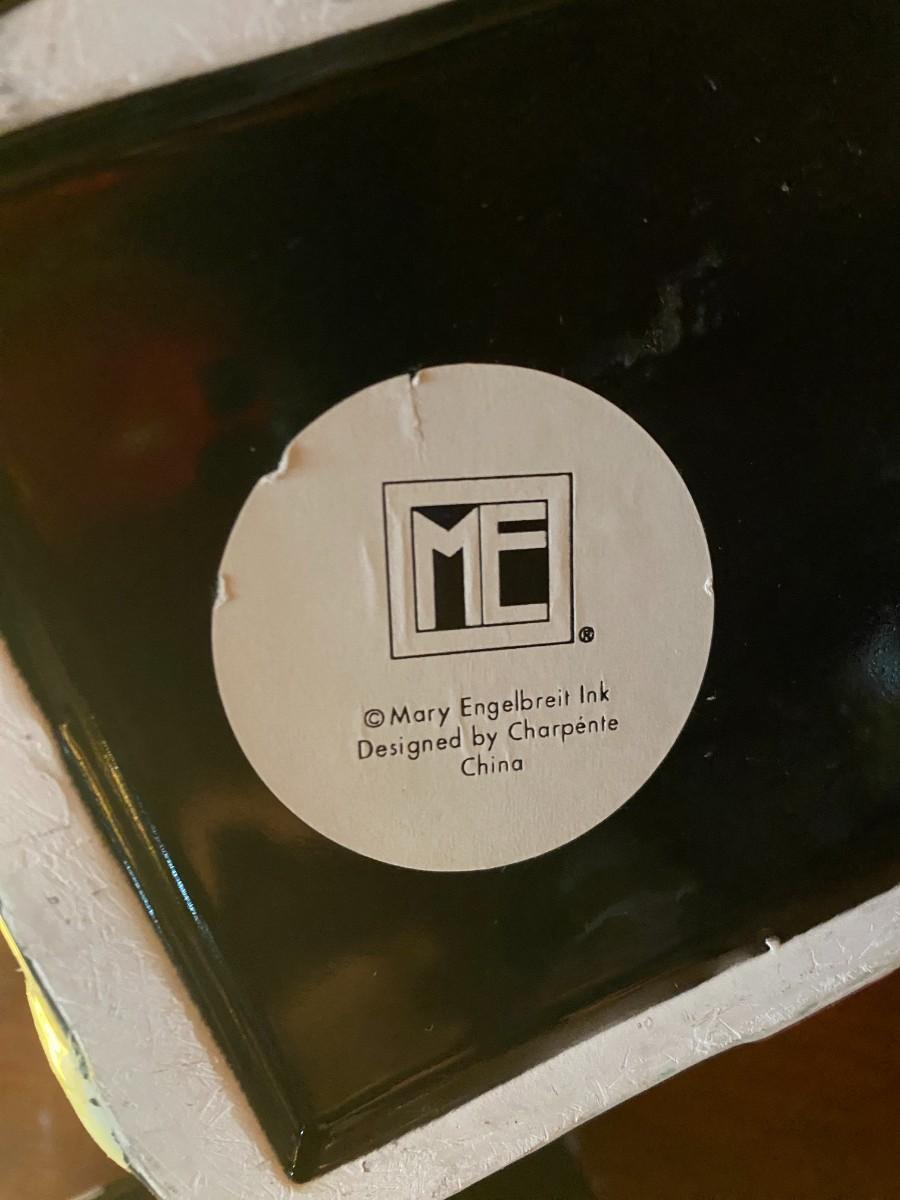 ME
®
©Mary Engelbreit Ink
Designed by Charpénte
China